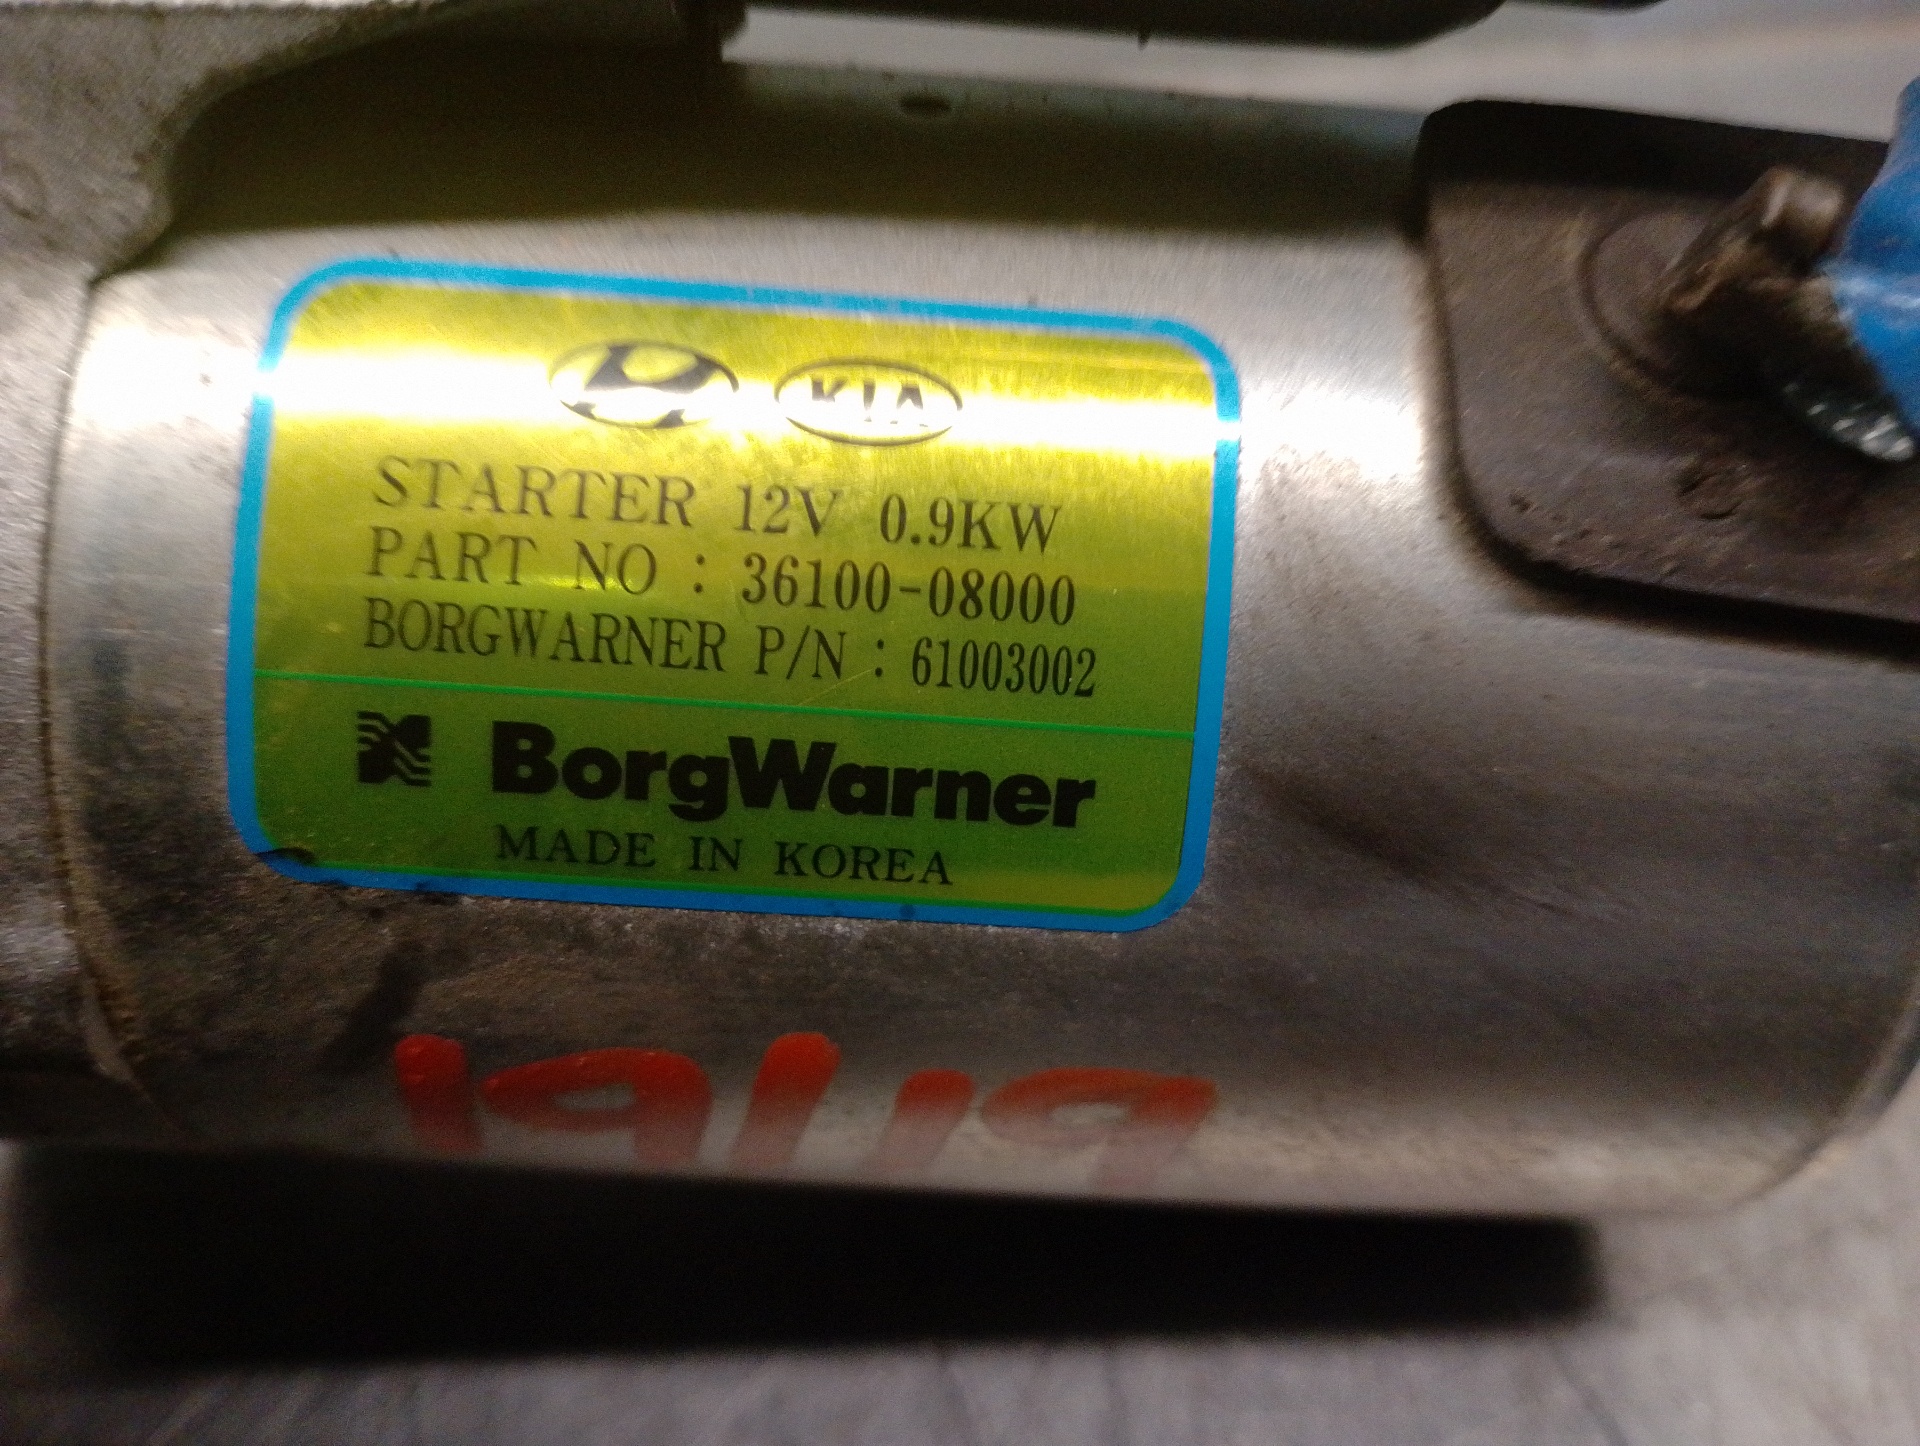 KIA
STARTER 12V 0.9KW
PART NO : 36100-08000
BORGWARNER P/N : 61003002
BorgWarner
MADE IN KOREA